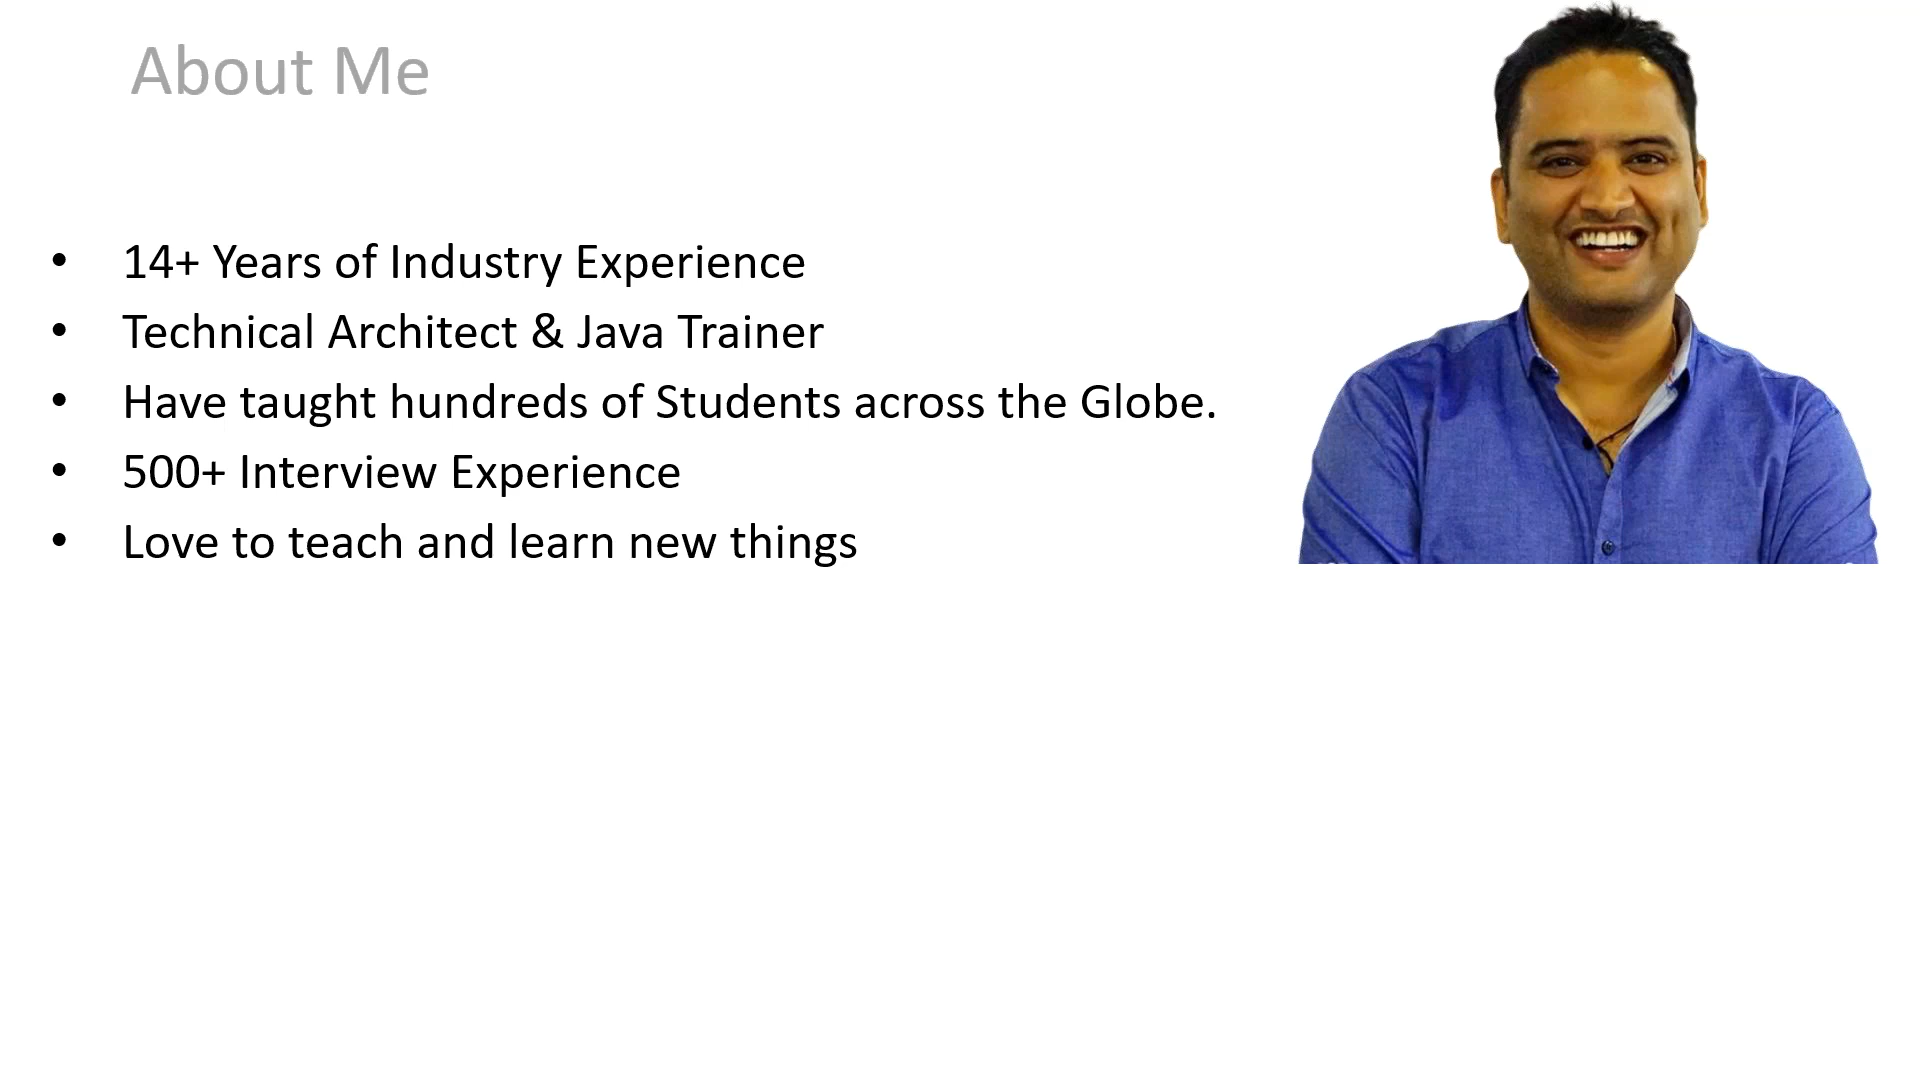 About Me
• 14+ Years of Industry Experience
• Technical Architect & Java Trainer
• Have taught hundreds of Students across the Globe.
• 500+ Interview Experience
• Love to teach and learn new things